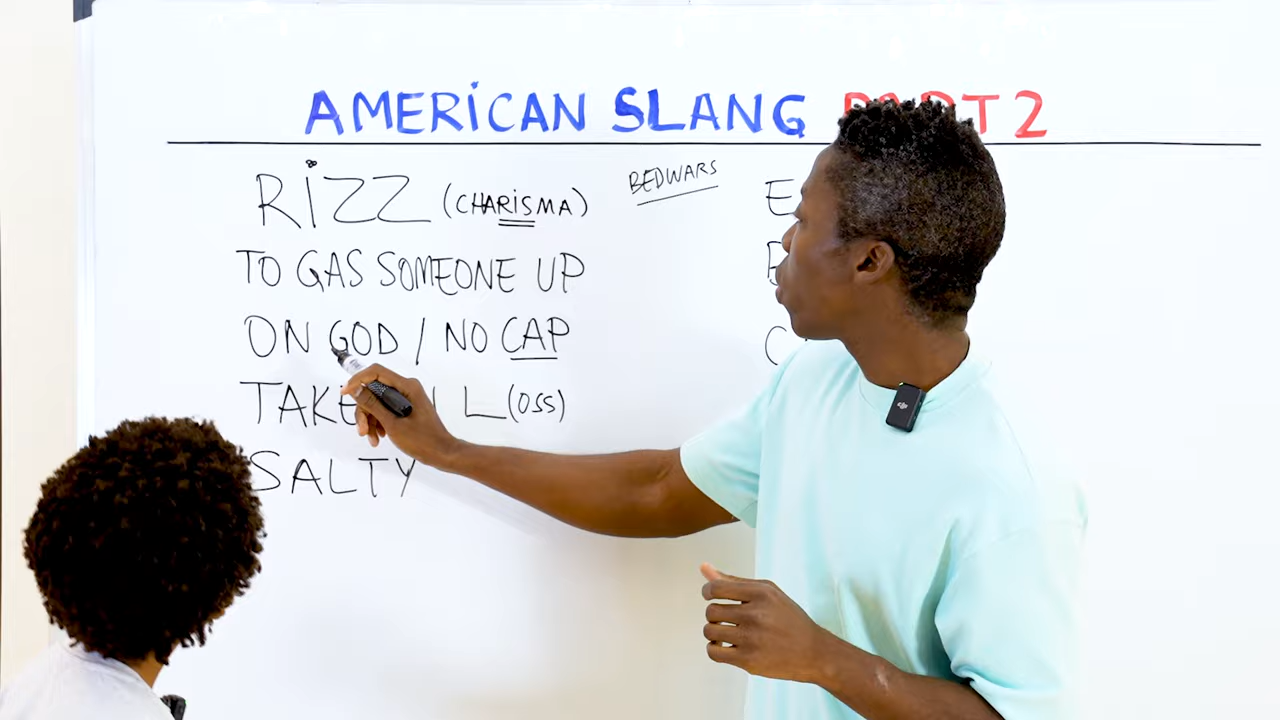 AMERICAN SLANG PART 2
RIZZ (CHARISMA)
BEDWARS
TO GAS SOMEONE UP
ON GOD / NO CAP
TAKE L (OSS)
SALTY